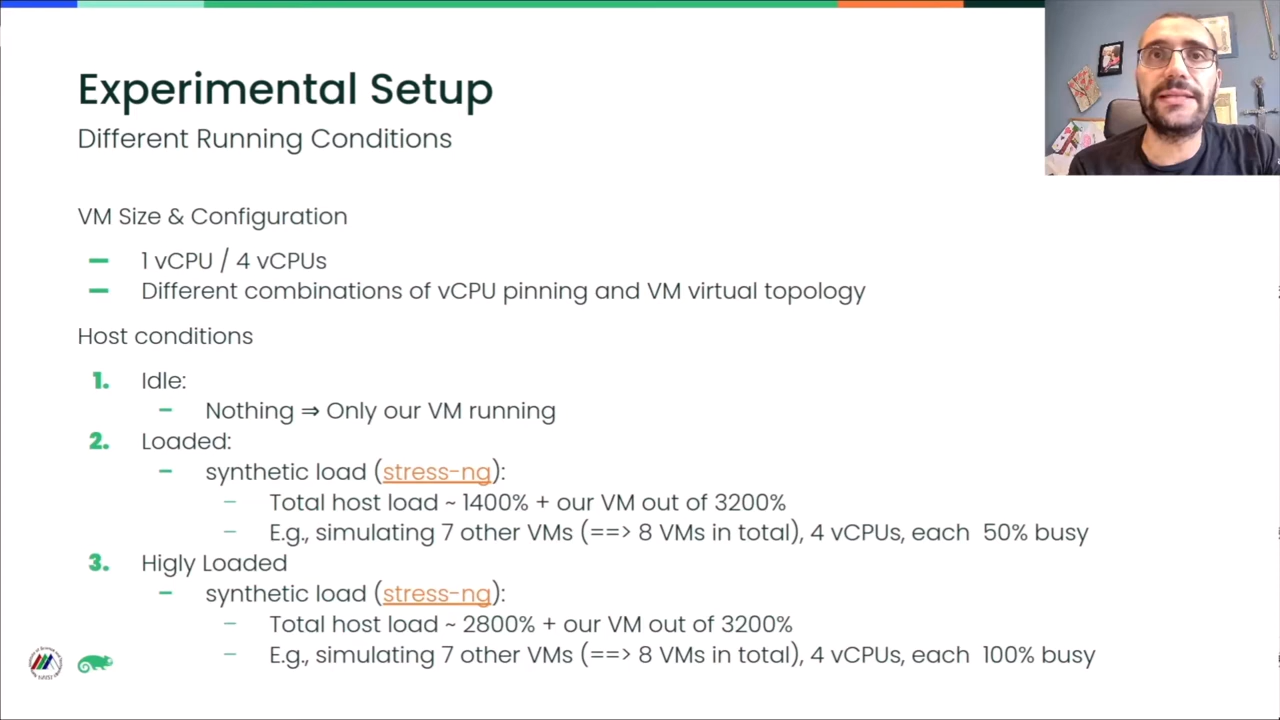 Experimental Setup
Different Running Conditions
VM Size & Configuration
1 vCPU / 4 vCPUs
Different combinations of vCPU pinning and VM virtual topology
Host conditions
1. Idle:
- Nothing ⇒ Only our VM running
2. Loaded:
- synthetic load (stress-ng):
- Total host load ~ 1400% + our VM out of 3200%
- E.g., simulating 7 other VMs (==> 8 VMs in total), 4 vCPUs, each 50% busy
3. Higly Loaded
- synthetic load (stress-ng):
- Total host load ~ 2800% + our VM out of 3200%
- E.g., simulating 7 other VMs (==> 8 VMs in total), 4 vCPUs, each 100% busy